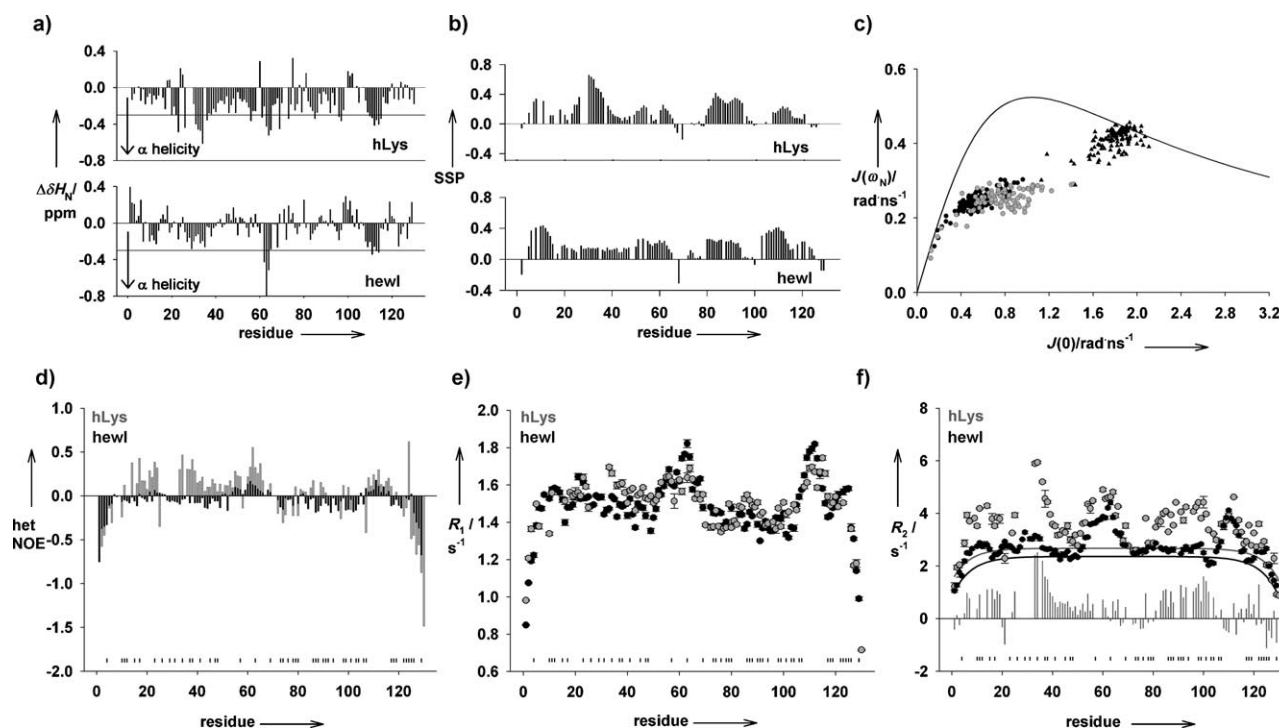 a)
0.4
0.0
-0.4
-0.8
α helicity
hLys
ΔδHN/
ppm
0.4
0.0
-0.4
-0.8
α helicity
hewl
0 20 40 60 80 100 120
residue
b)
0.8
0.4
0.0
-0.4
hLys
SSP
0.8
0.4
0.0
-0.4
hewl
0 20 40 60 80 100 120
residue
c)
0.6
0.4
0.2
0.0
J(ωN)/
rad·ns-1
0.0 0.4 0.8 1.2 1.6 2.0 2.4 2.8 3.2
J(0)/rad·ns-1
d)
hLys
hewl
1.0
0.5
0.0
-0.5
-1.0
-1.5
-2.0
het
NOE
0 20 40 60 80 100 120
residue
e)
hLys
hewl
2.0
1.8
1.6
1.4
1.2
1.0
0.8
0.6
R1/
s-1
0 20 40 60 80 100 120
residue
f)
hLys
hewl
8
6
4
2
0
-2
R2/
s-1
0 20 40 60 80 100 120
residue